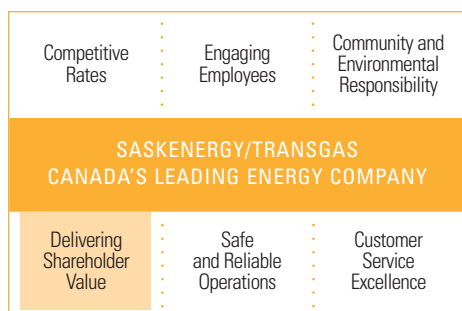 Competitive
Rates
Engaging
Employees
Community and
Environmental
Responsibility
SASKENERGY/TRANSGAS
CANADA'S LEADING ENERGY COMPANY
Delivering
Shareholder
Value
Safe
and Reliable
Operations
Customer
Service
Excellence